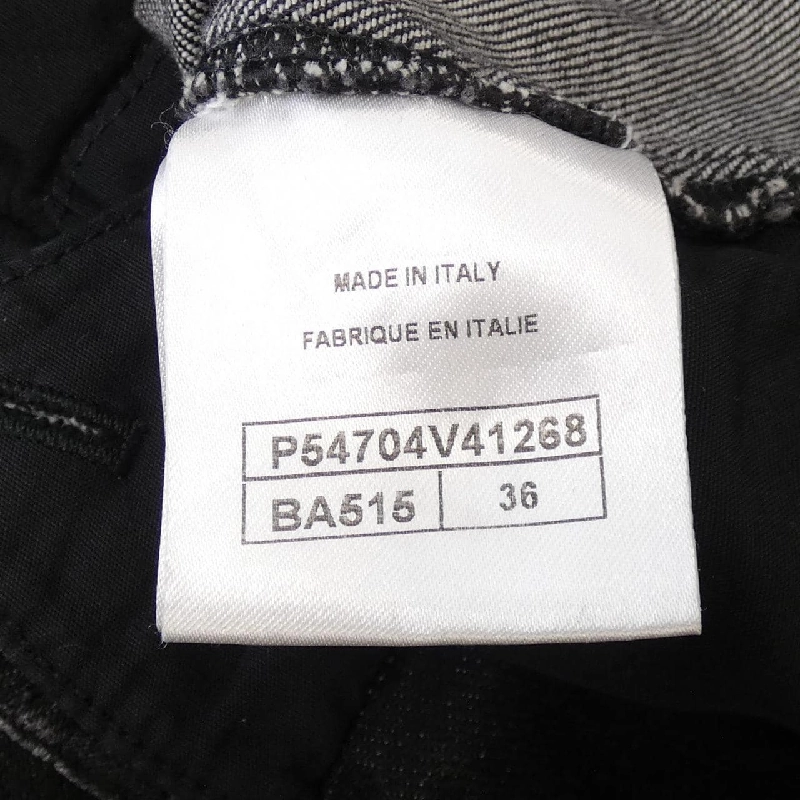 MADE IN ITALY
FABRIQUE EN ITALIE
P54704V41268
BA515 36